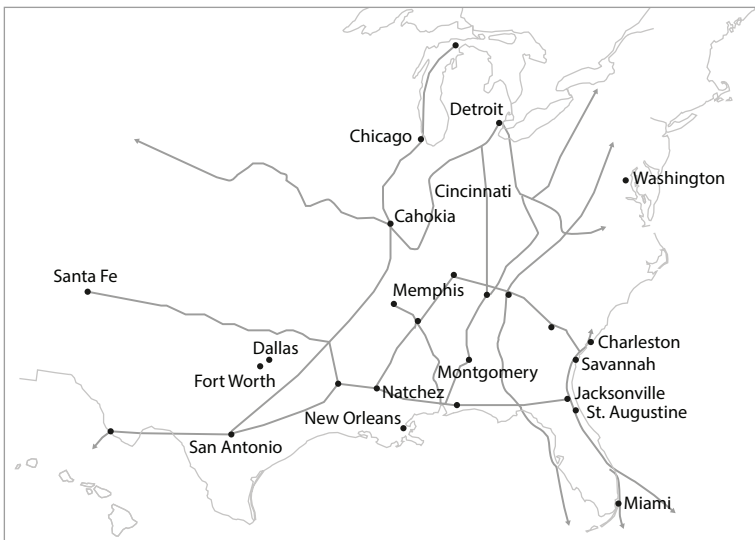 Detroit
Chicago
Washington
Cincinnati
Cahokia
Santa Fe
Memphis
Charleston
Dallas
Savannah
Fort Worth
Montgomery
Natchez
Jacksonville
St. Augustine
New Orleans
San Antonio
Miami